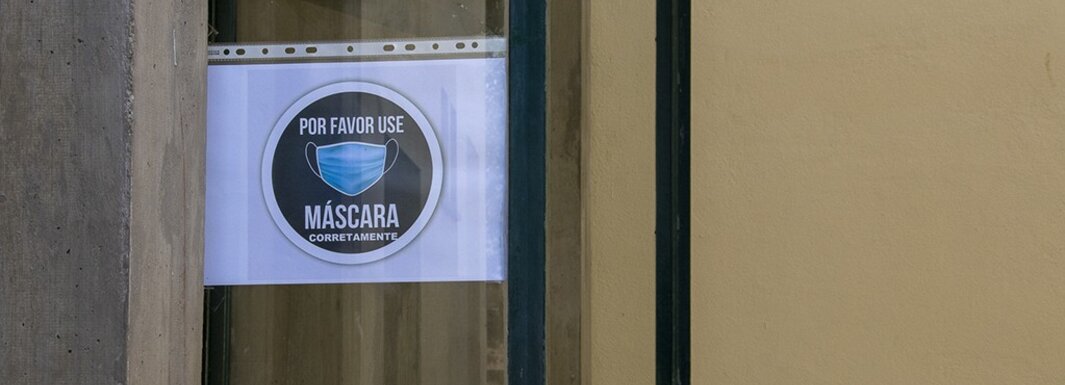 POR FAVOR USE
MÁSCARA
CORRETAMENTE